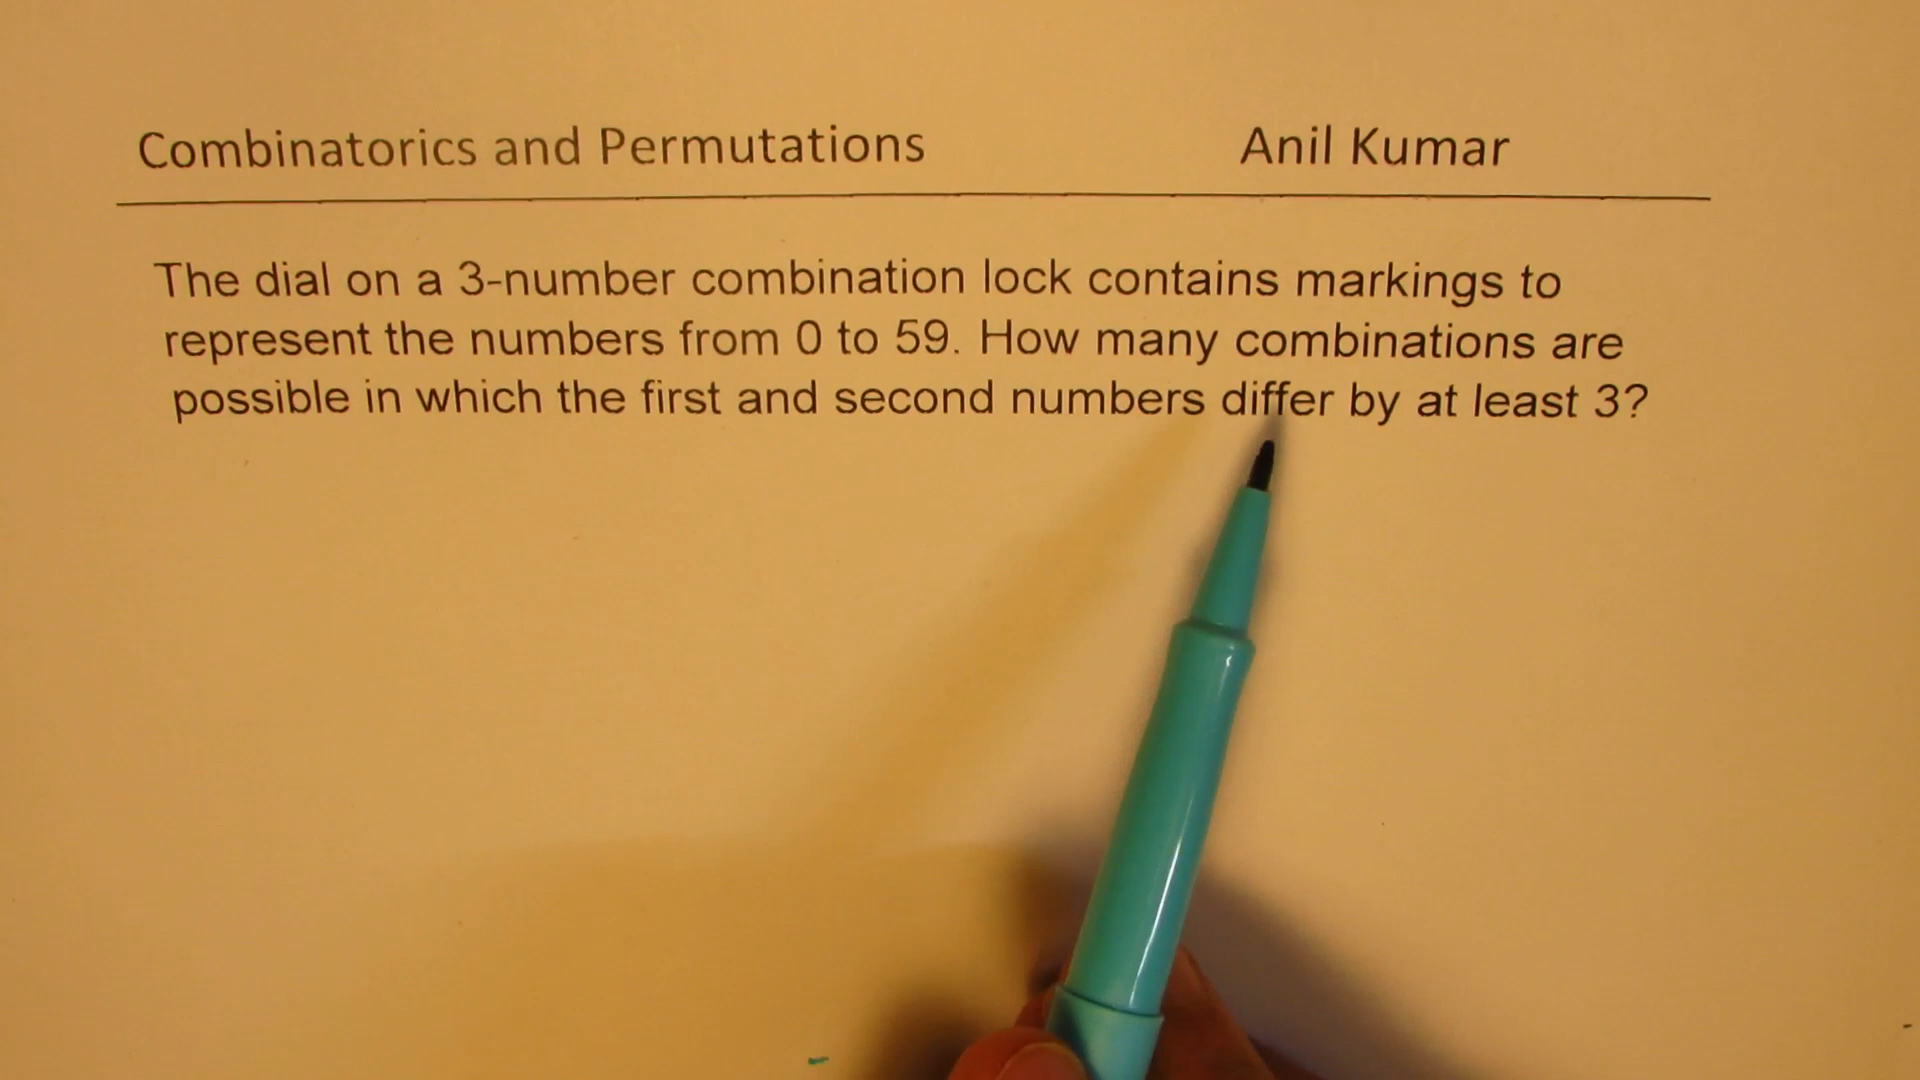 Combinatorics and Permutations Anil Kumar
The dial on a 3-number combination lock contains markings to
represent the numbers from 0 to 59. How many combinations are
possible in which the first and second numbers differ by at least 3?